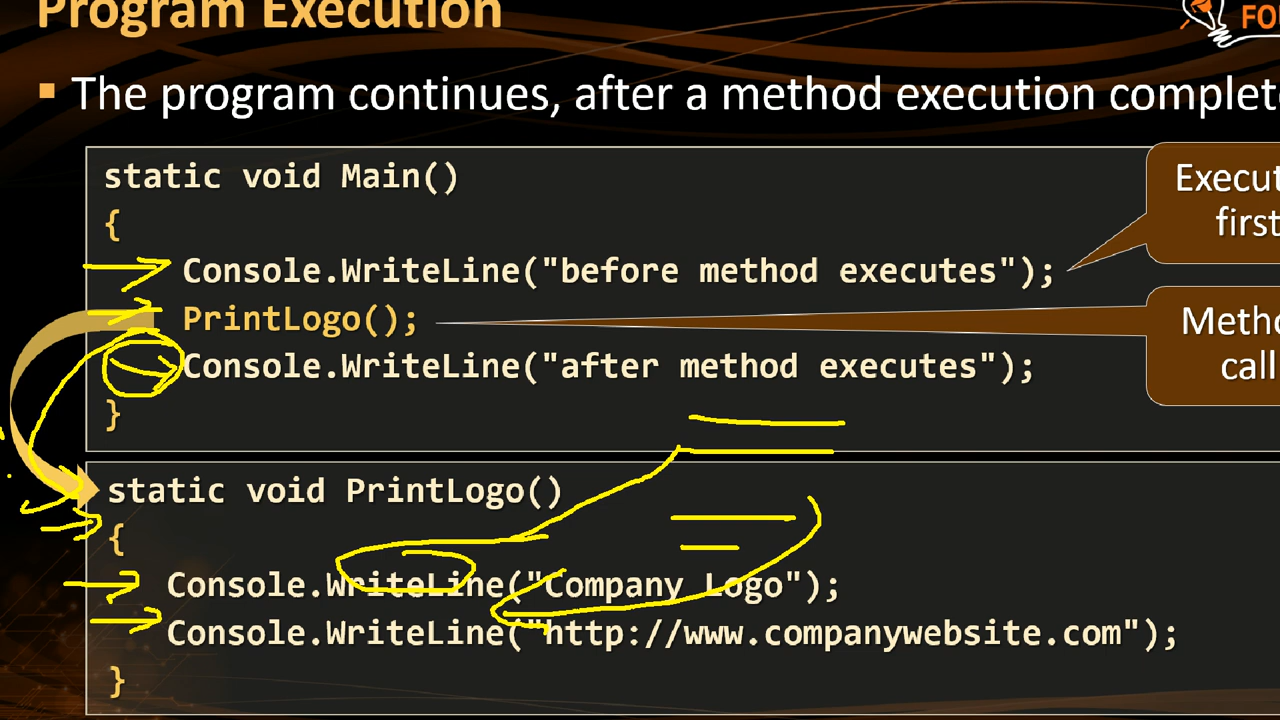 Program Execution
FO
▪ The program continues, after a method execution complet
static void Main()
{
Console.WriteLine("before method executes");
PrintLogo();
Console.WriteLine("after method executes");
}
Execut
first
Metho
call
static void PrintLogo()
{
Console.WriteLine("Company Logo");
Console.WriteLine("http://www.companywebsite.com");
}